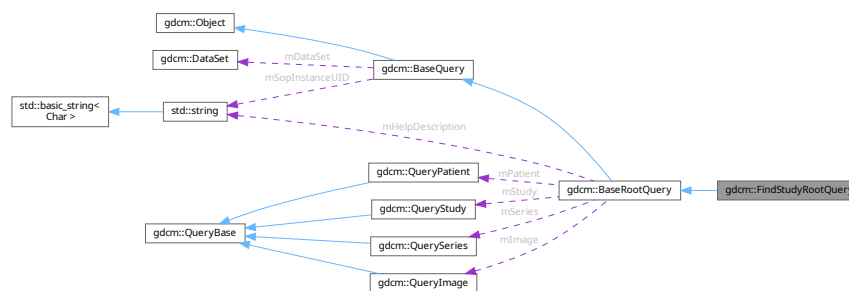 gdcm::Object
gdcm::DataSet
mDataSet
gdcm::BaseQuery
mSopInstanceUID
std::basic_string<
Char >
std::string
mHelpDescription
gdcm::QueryPatient
mPatient
gdcm::BaseRootQuery
gdcm::FindStudyRootQuery
mStudy
gdcm::QueryStudy
mSeries
gdcm::QueryBase
mImage
gdcm::QuerySeries
gdcm::QueryImage